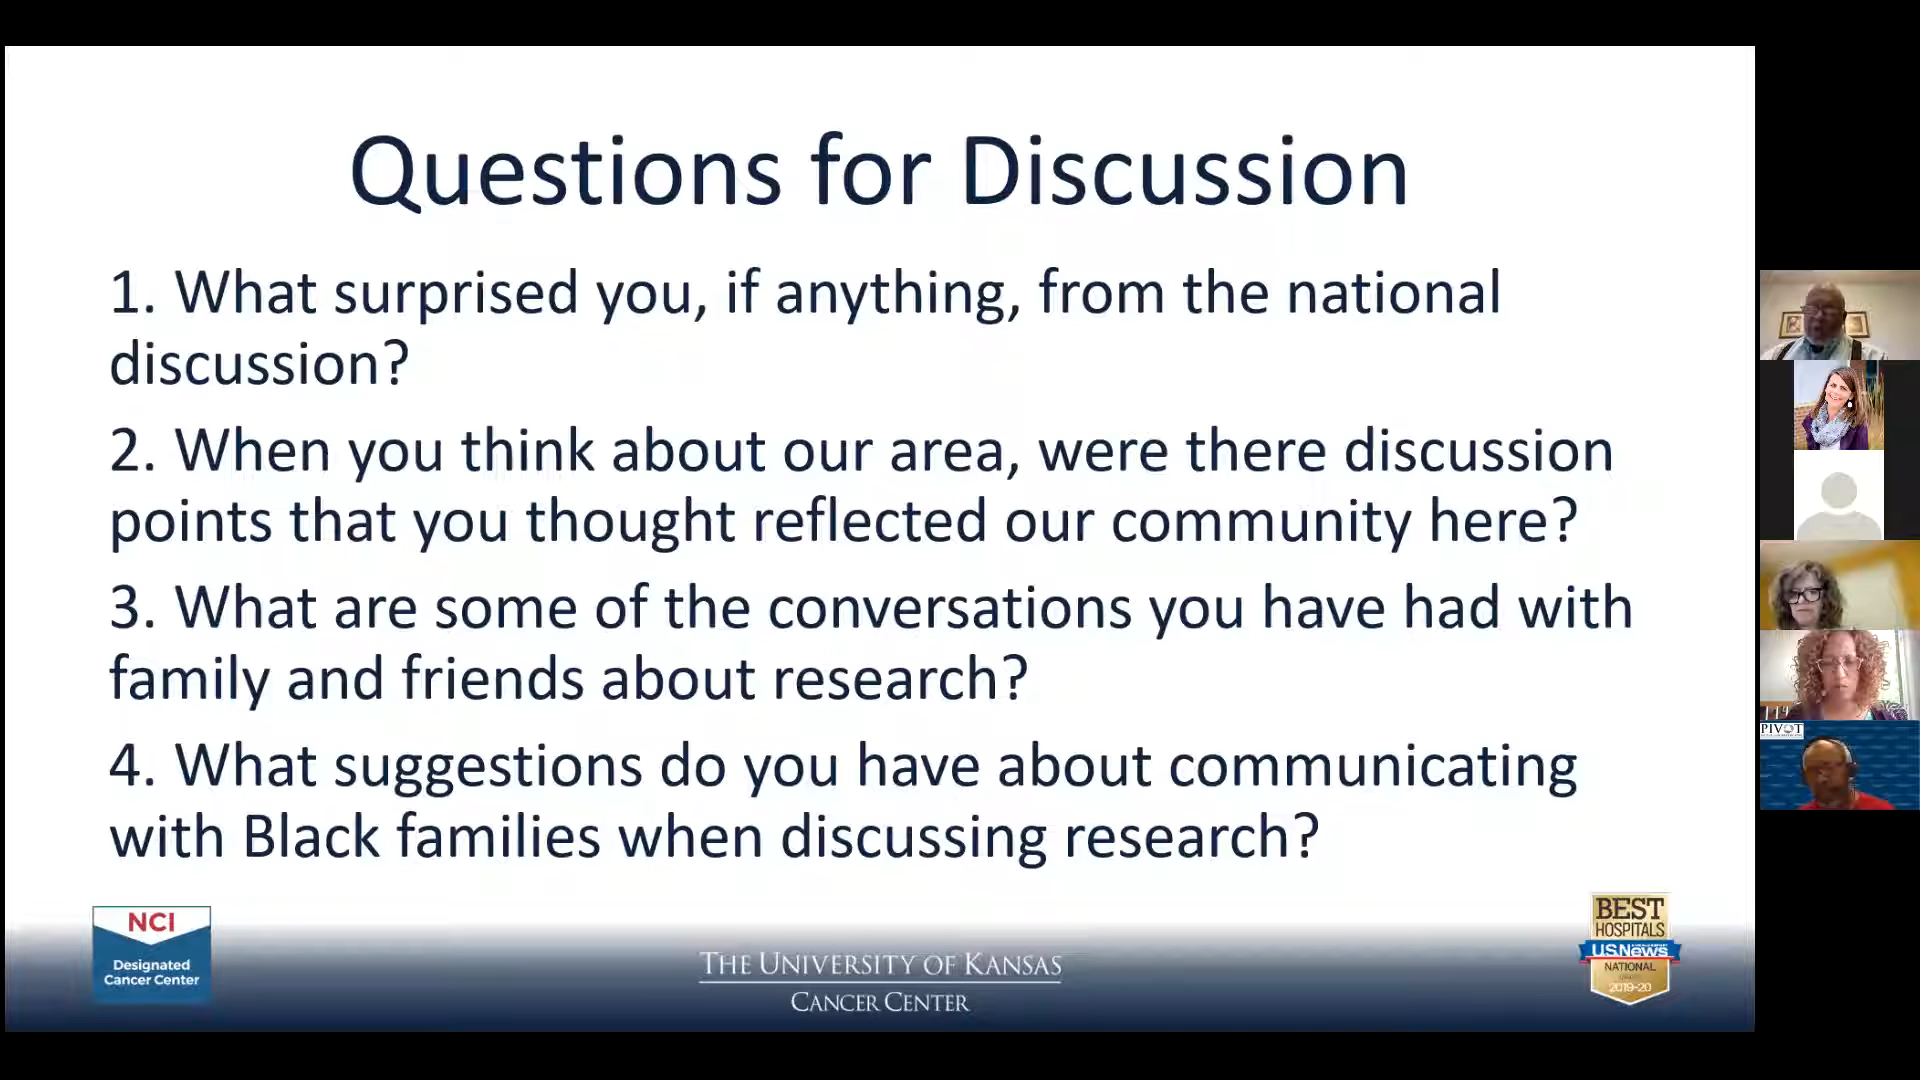 Questions for Discussion
1. What surprised you, if anything, from the national
discussion?
2. When you think about our area, were there discussion
points that you thought reflected our community here?
3. What are some of the conversations you have had with
family and friends about research?
4. What suggestions do you have about communicating
with Black families when discussing research?
NCI
Designated
Cancer Center
THE UNIVERSITY OF KANSAS
CANCER CENTER
BEST
HOSPITALS
U.S.News
NATIONAL
2019-20
PIVOT